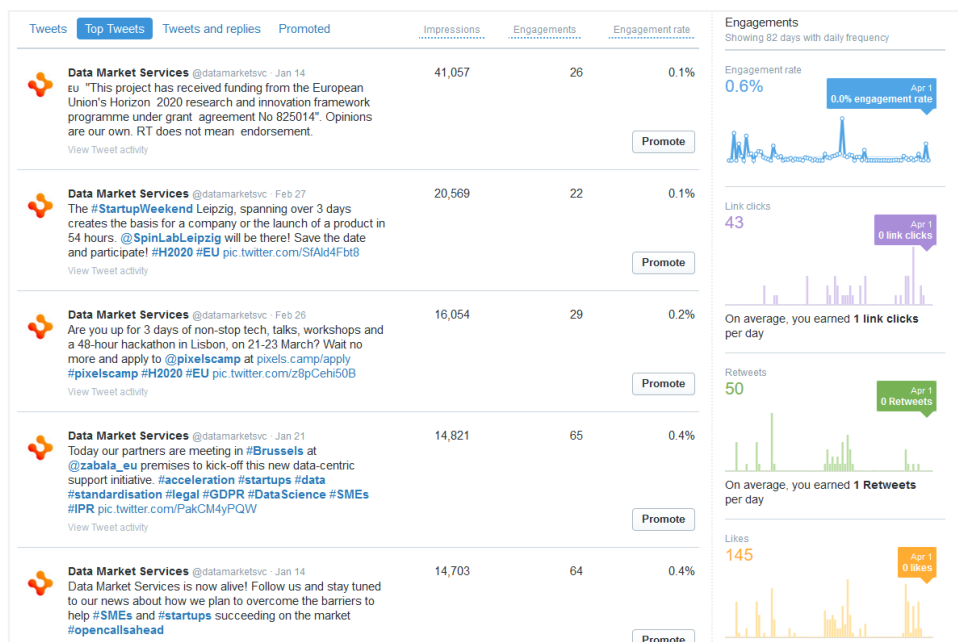 Tweets Top Tweets Tweets and replies Promoted Impressions Engagements Engagement rate
Data Market Services @datamarketsvc · Jan 14 41,057 26 0.1%
EU "This project has received funding from the European
Union's Horizon 2020 research and innovation framework
programme under grant agreement No 825014". Opinions
are our own. RT does not mean endorsement.
View Tweet activity
Promote
Data Market Services @datamarketsvc · Feb 27 20,569 22 0.1%
The #StartupWeekend Leipzig, spanning over 3 days
creates the basis for a company or the launch of a product in
54 hours. @SpinLabLeipzig will be there! Save the date
and participate! #H2020 #EU pic.twitter.com/SfAld4Fbt8
View Tweet activity
Promote
Data Market Services @datamarketsvc · Feb 26 16,054 29 0.2%
Are you up for 3 days of non-stop tech, talks, workshops and
a 48-hour hackathon in Lisbon, on 21-23 March? Wait no
more and apply to @pixelscamp at pixels.camp/apply
#pixelscamp #H2020 #EU pic.twitter.com/z8pCehi50B
View Tweet activity
Promote
Data Market Services @datamarketsvc · Jan 21 14,821 65 0.4%
Today our partners are meeting in #Brussels at
@zabala_eu premises to kick-off this new data-centric
support initiative. #acceleration #startups #data
#standardisation #legal #GDPR #DataScience #SMEs
#IPR pic.twitter.com/PakCM4yPQW
View Tweet activity
Promote
Data Market Services @datamarketsvc · Jan 14 14,703 64 0.4%
Data Market Services is now alive! Follow us and stay tuned
to our news about how we plan to overcome the barriers to
help #SMEs and #startups succeeding on the market
#opencallsahead
Promote
Engagements
Showing 82 days with daily frequency
Engagement rate
0.6%
Apr 1
0.0% engagement rate
Link clicks
43
Apr 1
0 link clicks
On average, you earned 1 link clicks
per day
Retweets
50
Apr 1
0 Retweets
On average, you earned 1 Retweets
per day
Likes
145
Apr 1
0 likes